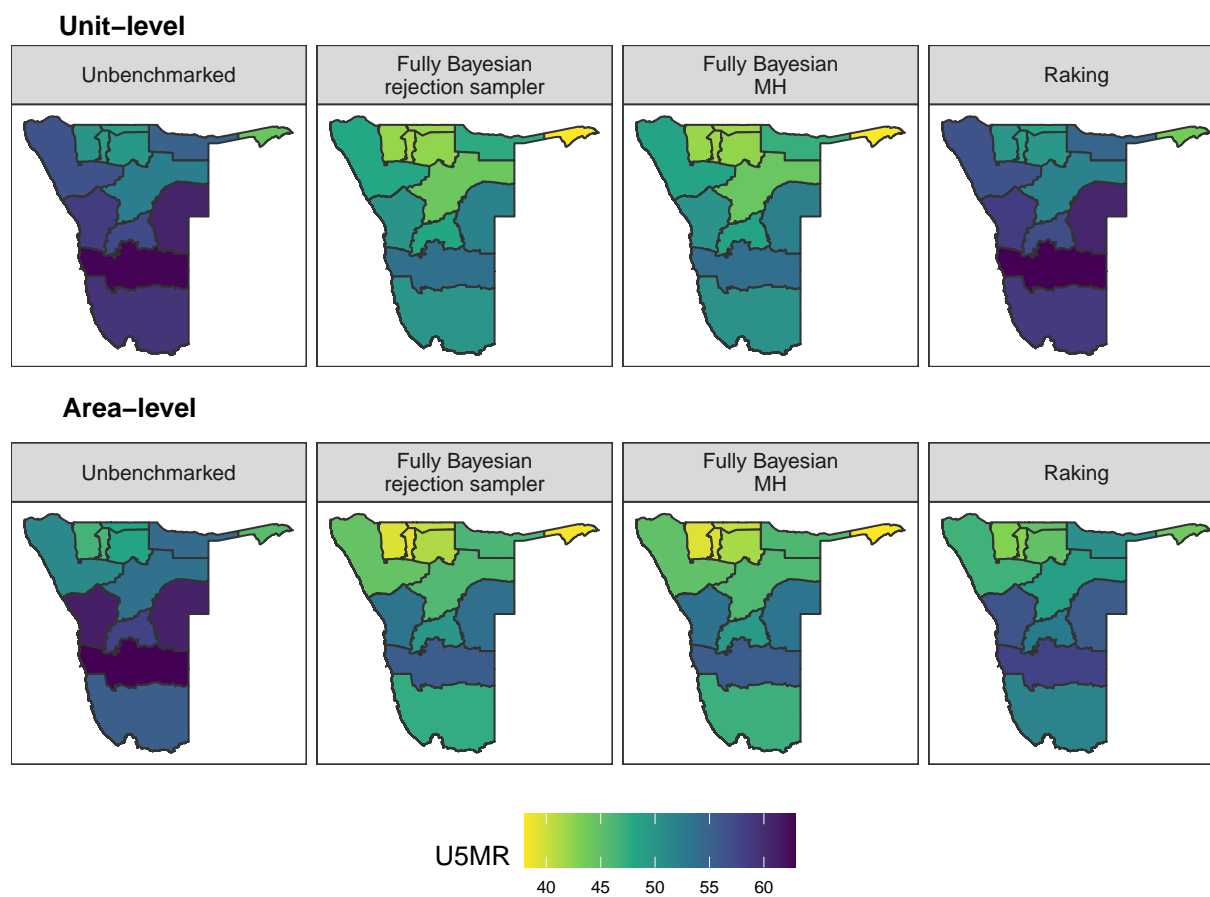 Unit−level
Unbenchmarked
Fully Bayesian
rejection sampler
Fully Bayesian
MH
Raking
Area−level
Unbenchmarked
Fully Bayesian
rejection sampler
Fully Bayesian
MH
Raking
U5MR
40 45 50 55 60